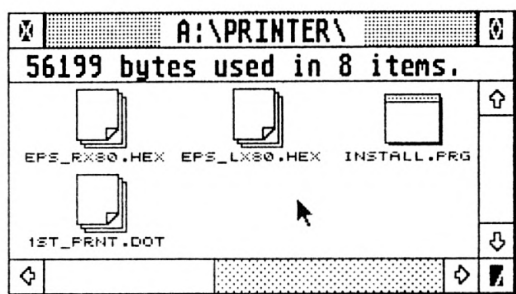 A:\PRINTER\
56199 bytes used in 8 items.
EPS_RX80.HEX EPS_LX80.HEX INSTALL.PRG
1ST_PRNT.DOT